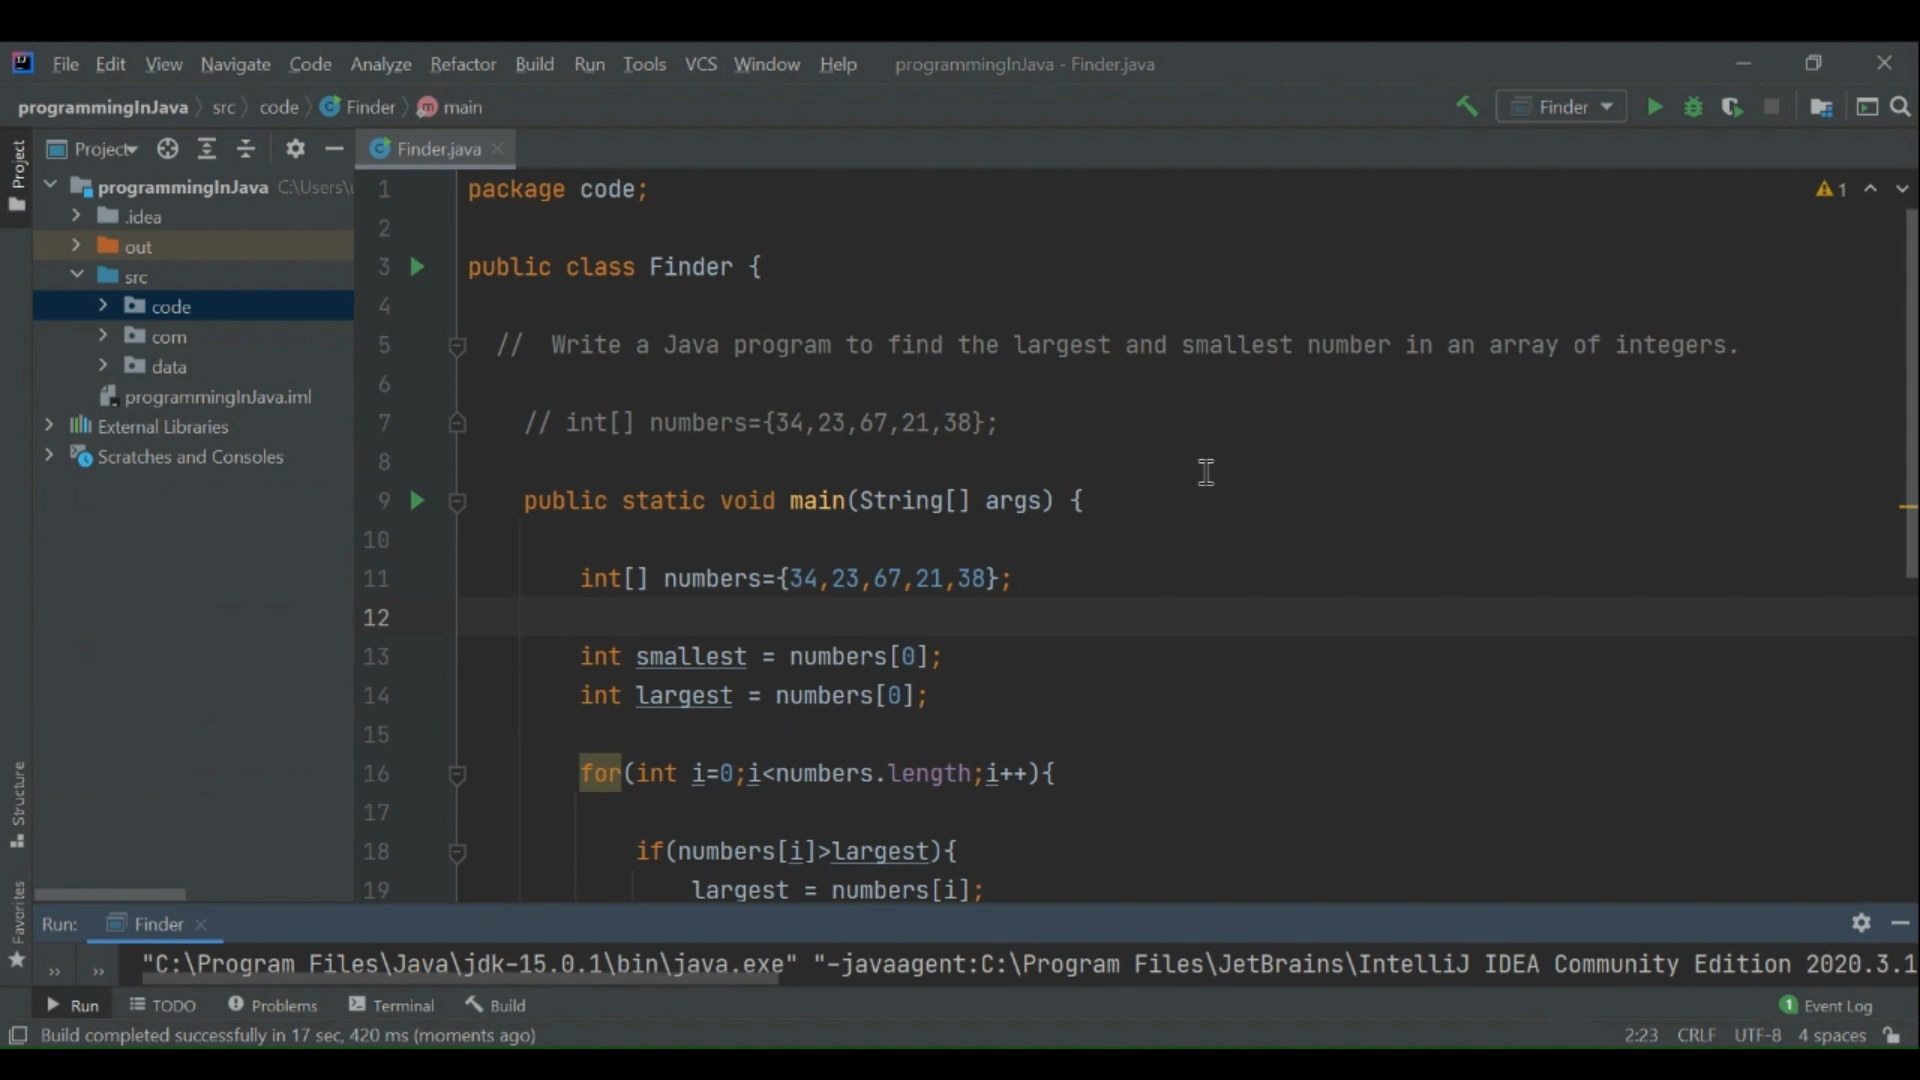 File Edit View Navigate Code Analyze Refactor Build Run Tools VCS Window Help programmingInJava - Finder.java
programmingInJava src code Finder main
Finder
Project
Finder.java
Project
programmingInJava C:\Users\
.idea
out
src
code
com
data
programmingInJava.iml
External Libraries
Scratches and Consoles
Structure
Favorites
1 package code;
2
3 public class Finder {
4
5 // Write a Java program to find the largest and smallest number in an array of integers.
6
7 // int[] numbers={34,23,67,21,38};
8
9 public static void main(String[] args) {
10
11 int[] numbers={34,23,67,21,38};
12
13 int smallest = numbers[0];
14 int largest = numbers[0];
15
16 for(int i=0;i<numbers.length;i++){
17
18 if(numbers[i]>largest){
19 largest = numbers[i];
1
Run: Finder
"C:\Program Files\Java\jdk-15.0.1\bin\java.exe" "-javaagent:C:\Program Files\JetBrains\IntelliJ IDEA Community Edition 2020.3.1
Run TODO Problems Terminal Build 1 Event Log
Build completed successfully in 17 sec, 420 ms (moments ago) 2:23 CRLF UTF-8 4 spaces